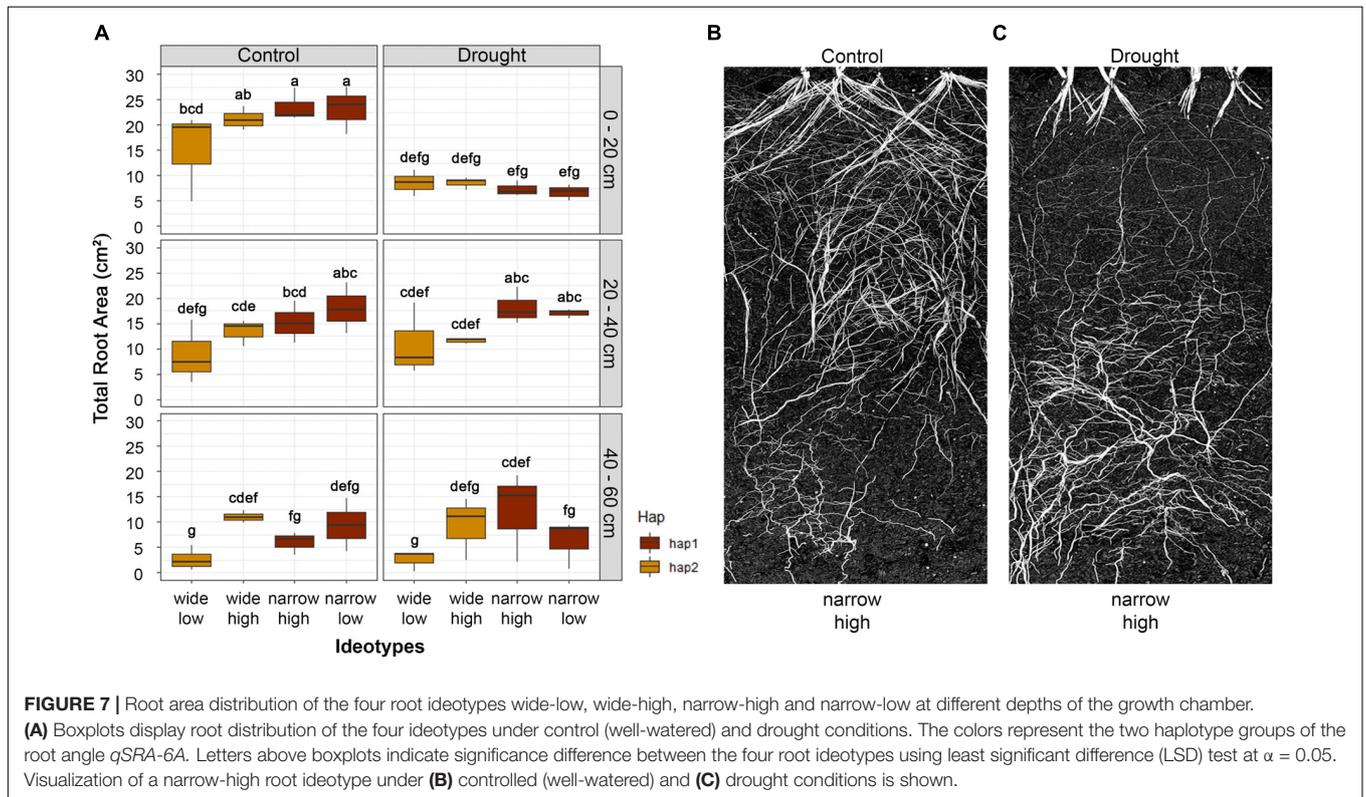 A
B
C
Control
Drought
Control
Drought
Total Root Area (cm²)
30
25
20
15
10
5
0
bcd
ab
a
a
defg
defg
efg
efg
0 - 20 cm
30
25
20
15
10
5
0
defg
cde
bcd
abc
cdef
cdef
abc
abc
20 - 40 cm
30
25
20
15
10
5
0
g
cdef
fg
defg
g
defg
cdef
fg
40 - 60 cm
Hap
hap1
hap2
wide wide narrow narrow wide wide narrow narrow
low high high low low high high low
Ideotypes
narrow
high
narrow
high
FIGURE 7 | Root area distribution of the four root ideotypes wide-low, wide-high, narrow-high and narrow-low at different depths of the growth chamber.
(A) Boxplots display root distribution of the four ideotypes under control (well-watered) and drought conditions. The colors represent the two haplotype groups of the
root angle qSRA-6A. Letters above boxplots indicate significance difference between the four root ideotypes using least significant difference (LSD) test at α = 0.05.
Visualization of a narrow-high root ideotype under (B) controlled (well-watered) and (C) drought conditions is shown.